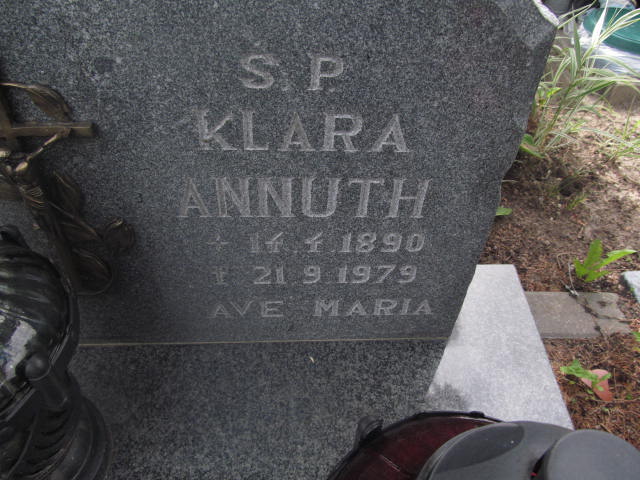 S. P.
KLARA
ANNUTH
+ 14.4.1890
† 21.9.1979
AVE MARIA